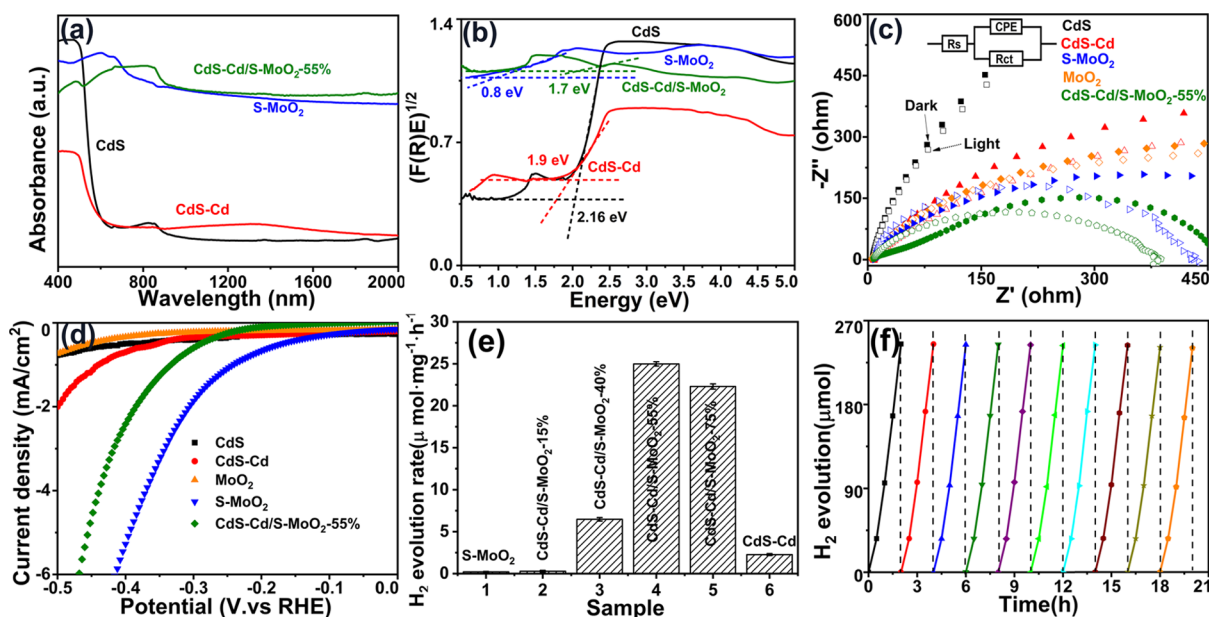 (a)
CdS-Cd/S-MoO₂-55%
S-MoO₂
CdS
CdS-Cd
Absorbance (a.u.)
400 800 1200 1600 2000
Wavelength (nm)
(b)
CdS
S-MoO₂
CdS-Cd/S-MoO₂
0.8 eV
1.7 eV
1.9 eV
CdS-Cd
2.16 eV
(F(R)E)^1/2
1.4
1.2
0.6
0.0
0.5 1.0 1.5 2.0 2.5 3.0 3.5 4.0 4.5 5.0
Energy (eV)
(c)
Rs
CPE
Rct
CdS
CdS-Cd
S-MoO₂
MoO₂
CdS-Cd/S-MoO₂-55%
Dark
Light
-Z'' (ohm)
600
450
300
150
0
0 150 300 450
Z' (ohm)
(d)
CdS
CdS-Cd
MoO₂
S-MoO₂
CdS-Cd/S-MoO₂-55%
Current density (mA/cm²)
0
-2
-4
-6
-0.5 -0.4 -0.3 -0.2 -0.1 0.0
Potential (V.vs RHE)
(e)
S-MoO₂
CdS-Cd/S-MoO₂-15%
CdS-Cd/S-MoO₂-40%
CdS-Cd/S-MoO₂-55%
CdS-Cd/S-MoO₂-75%
CdS-Cd
H₂ evolution rate(μ mol·mg⁻¹·h⁻¹
30
25
20
15
10
5
0
1 2 3 4 5 6
Sample
(f)
H₂ evolution(μmol)
270
180
90
0
0 3 6 9 12 15 18 21
Time(h)